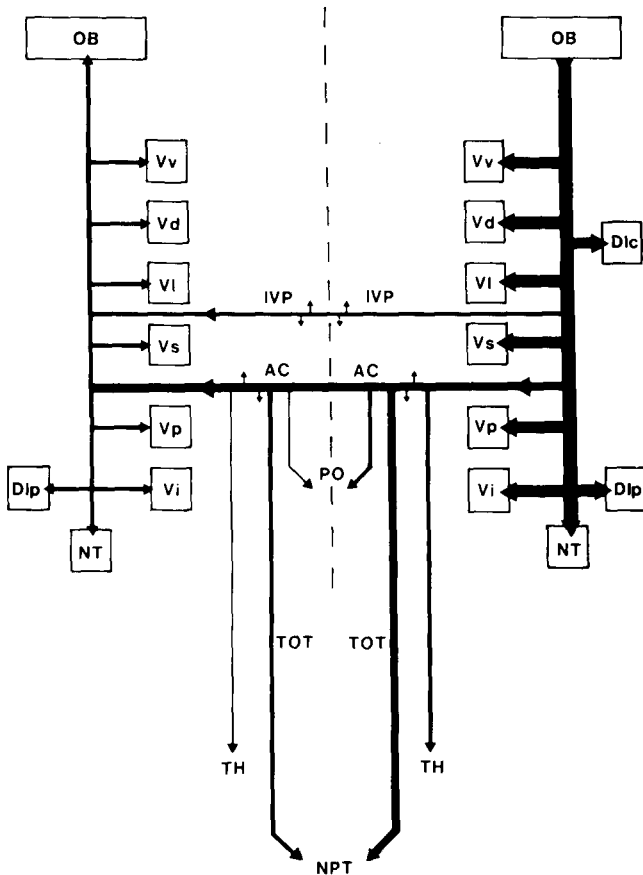 OB OB
Vv Vv
Vd Vd
Dlc
Vl Vl
IVP IVP
Vs Vs
AC AC
Vp Vp
PO
Dlp Vi Vi Dlp
NT NT
TOT TOT
TH TH
NPT